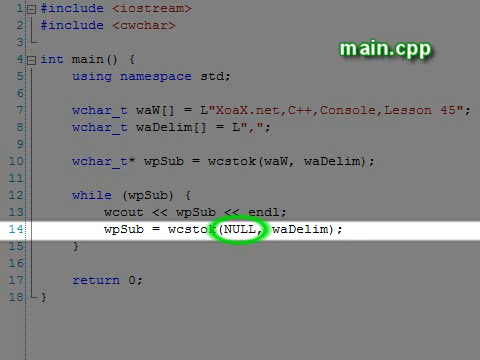 main.cpp
1 #include <iostream>
2 #include <cwchar>
3
4 int main() {
5 using namespace std;
6
7 wchar_t waW[] = L"XoaX.net,C++,Console,Lesson 45";
8 wchar_t waDelim[] = L",";
9
10 wchar_t* wpSub = wcstok(waW, waDelim);
11
12 while (wpSub) {
13 wcout << wpSub << endl;
14 wpSub = wcstok(NULL, waDelim);
15 }
16
17 return 0;
18 }